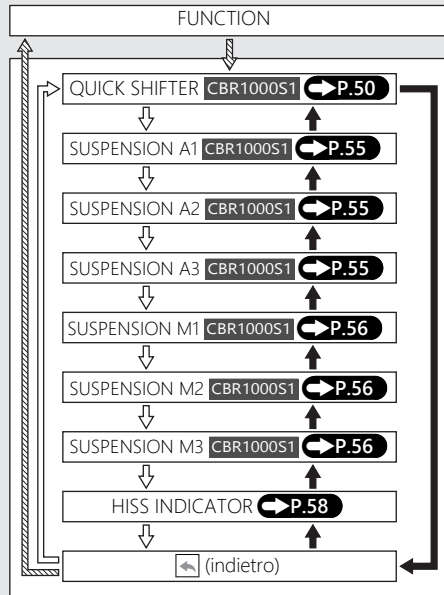 FUNCTION
QUICK SHIFTER CBR1000S1 P.50
SUSPENSION A1 CBR1000S1 P.55
SUSPENSION A2 CBR1000S1 P.55
SUSPENSION A3 CBR1000S1 P.55
SUSPENSION M1 CBR1000S1 P.56
SUSPENSION M2 CBR1000S1 P.56
SUSPENSION M3 CBR1000S1 P.56
HISS INDICATOR P.58
(indietro)